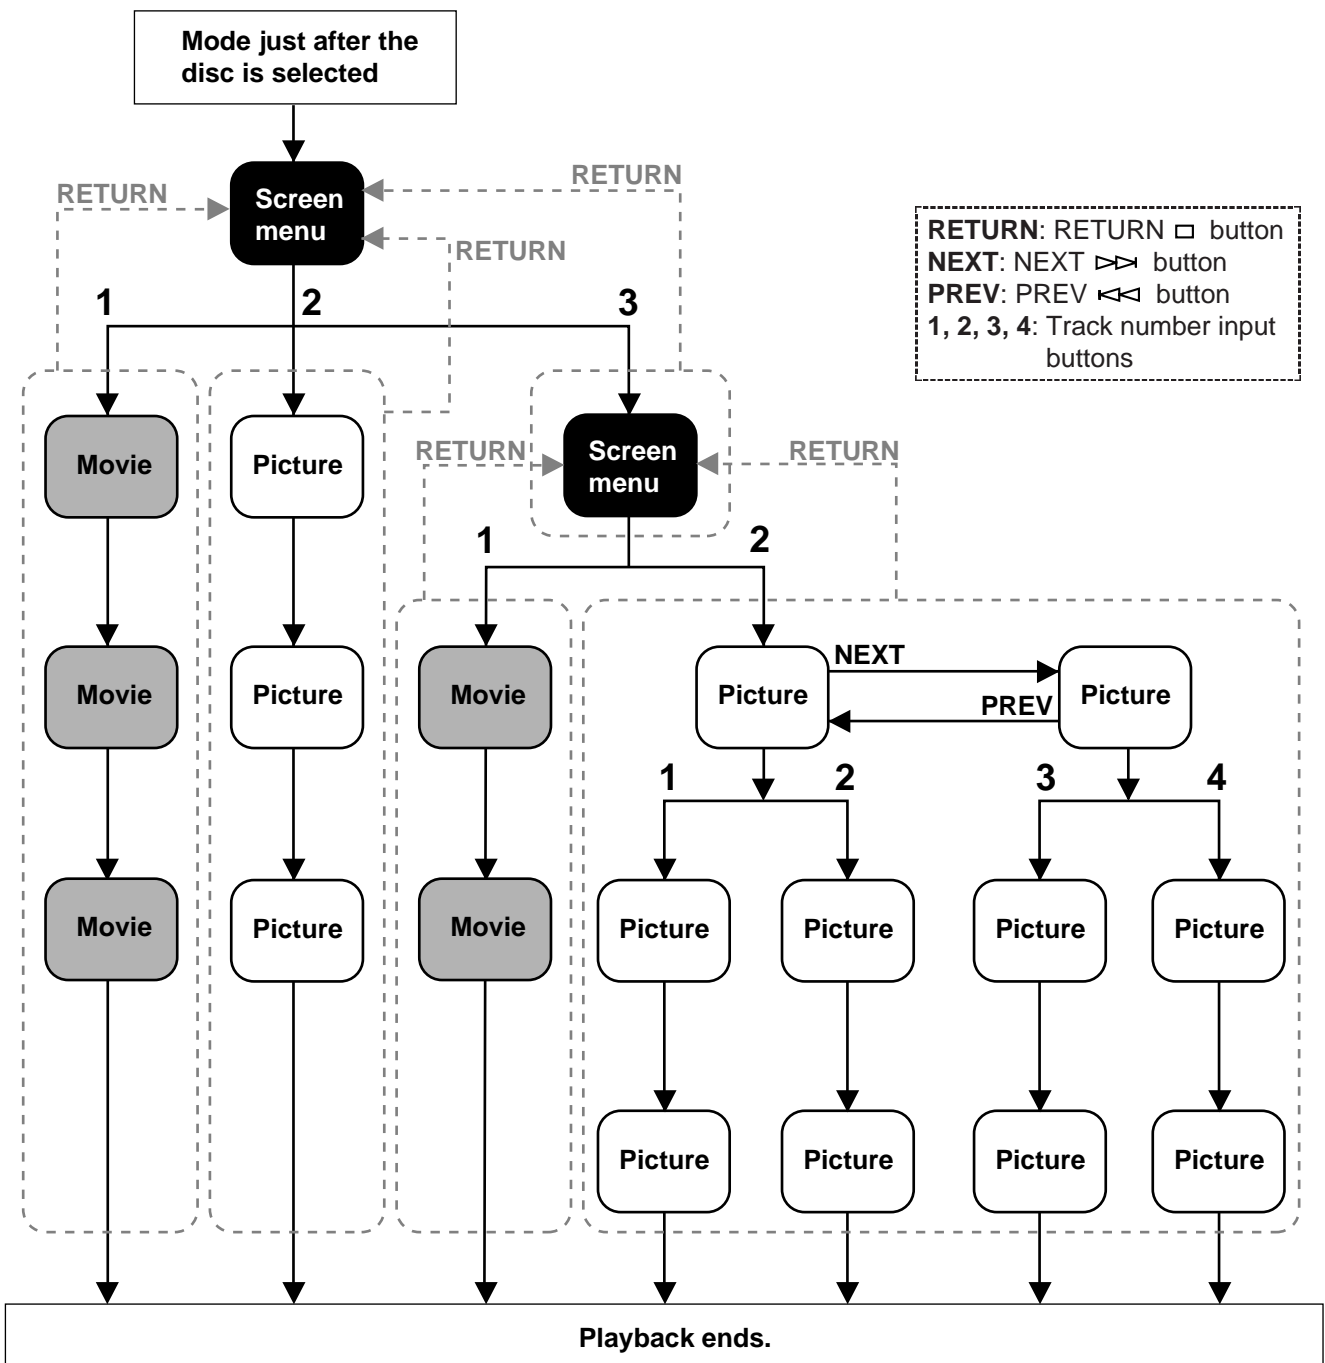 Mode just after the
disc is selected
RETURN
RETURN
Screen
menu
RETURN
RETURN: RETURN □ button
NEXT: NEXT ▷▷| button
PREV: PREV |◁◁ button
1, 2, 3, 4: Track number input
buttons
1
2
3
Movie
Picture
RETURN
Screen
menu
RETURN
1
2
Movie
Picture
Movie
Picture
NEXT
PREV
Picture
1
2
3
4
Movie
Picture
Movie
Picture
Picture
Picture
Picture
Picture
Picture
Picture
Picture
Playback ends.